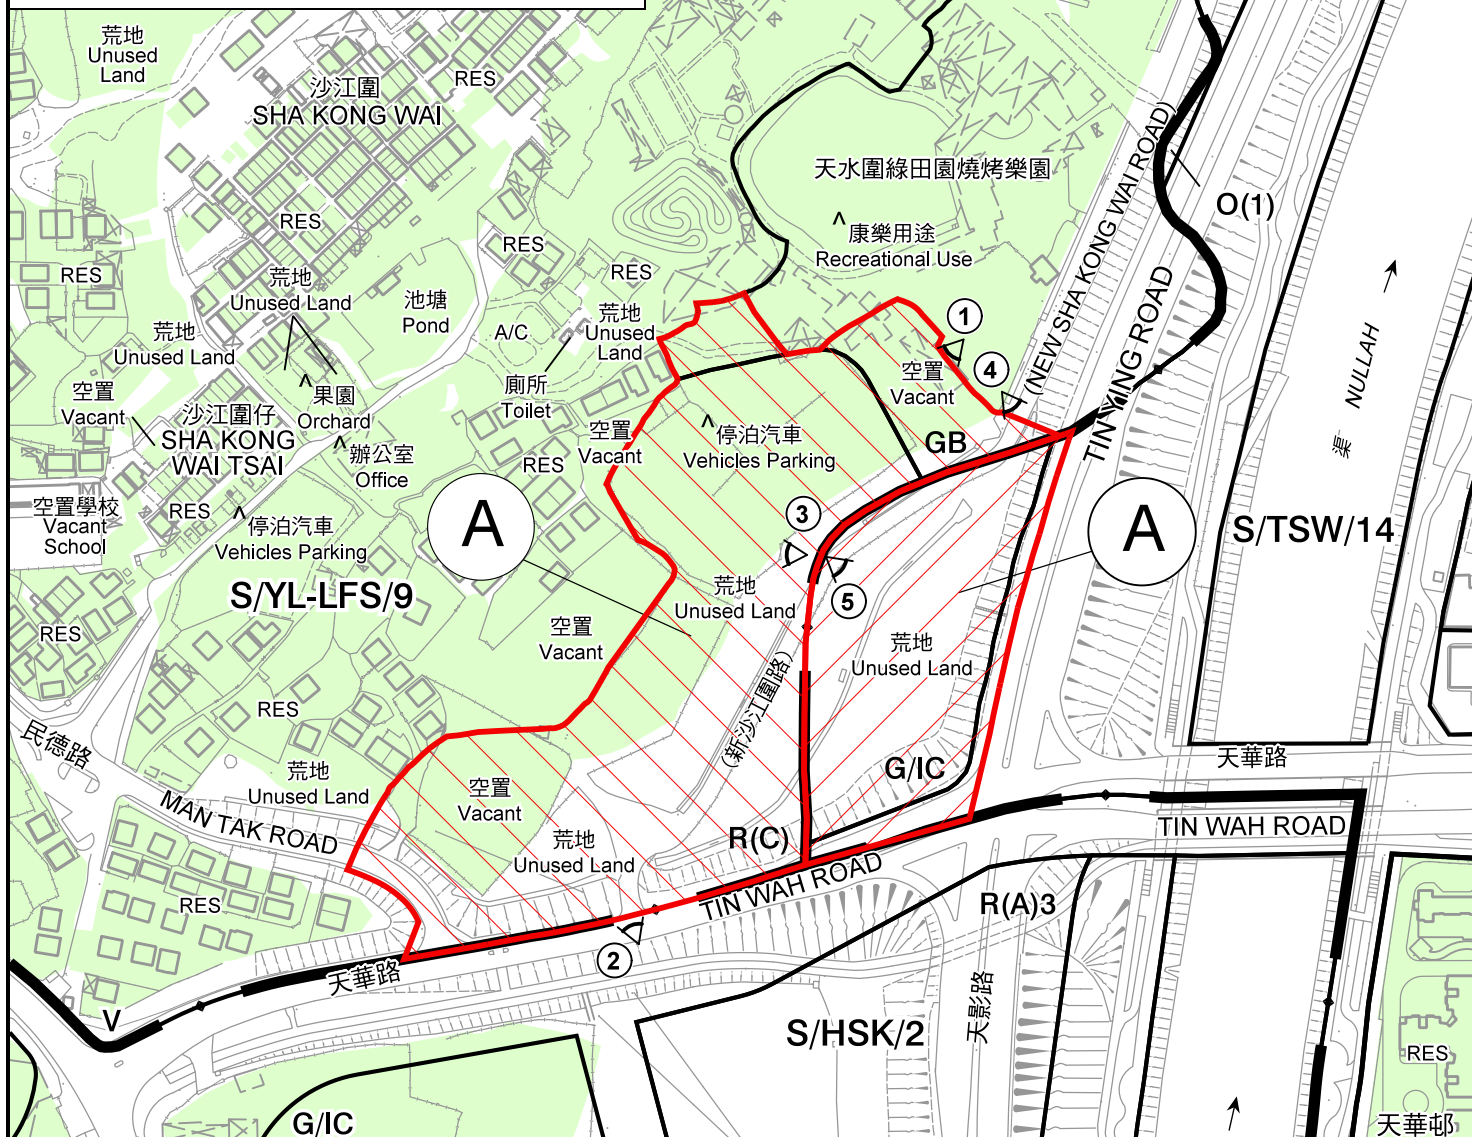 荒地
Unused
Land
沙江圍
SHA KONG WAI
RES
天水圍綠田園燒烤樂園
康樂用途
Recreational Use
(NEW SHA KONG WAI ROAD)
O(1)
RES
RES
RES
RES
荒地
Unused Land
池塘
Pond
A/C
荒地
Unused
Land
荒地
Unused Land
廁所
Toilet
空置
Vacant
果園
Orchard
沙江圍仔
SHA KONG
WAI TSAI
辦公室
Office
空置
Vacant
RES
停泊汽車
Vehicles Parking
空置
Vacant
1
4
GB
TIN YING ROAD
渠 NULLAH
空置學校
Vacant
School
RES
停泊汽車
Vehicles Parking
A
3
5
A
S/TSW/14
S/YL-LFS/9
RES
空置
Vacant
荒地
Unused Land
荒地
Unused Land
(新沙江圍路)
RES
民德路
荒地
Unused Land
MAN TAK ROAD
空置
Vacant
荒地
Unused Land
R(C)
G/IC
天華路
TIN WAH ROAD
TIN WAH ROAD
RES
R(A)3
2
天華路
V
天影路
S/HSK/2
G/IC
RES
天華邨